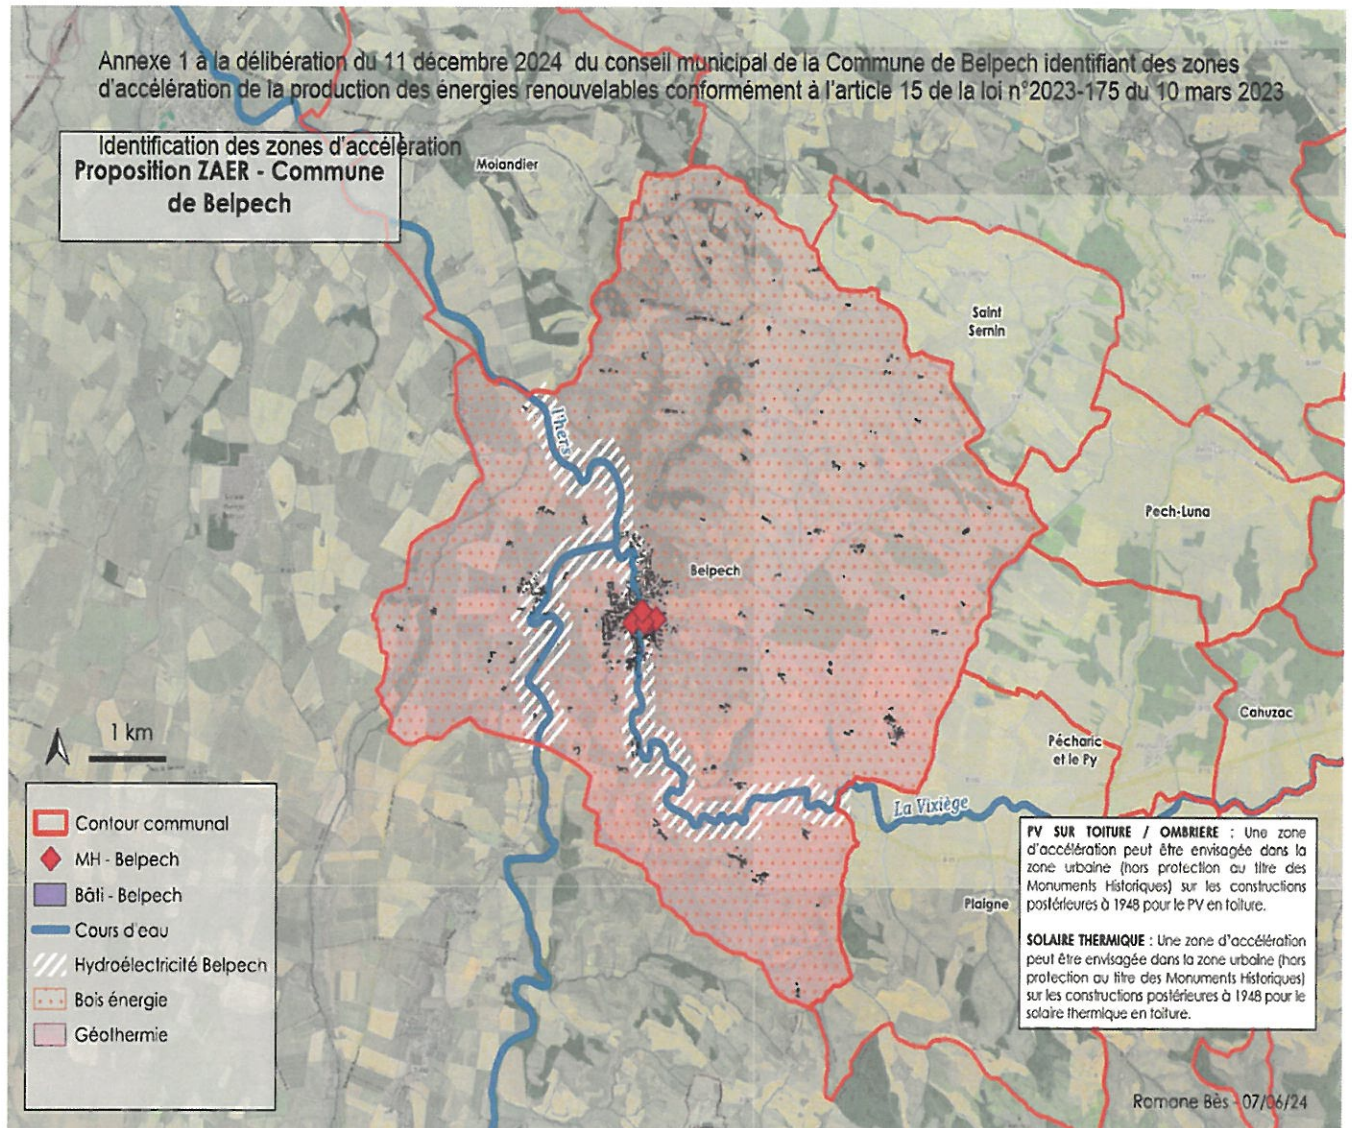 Annexe 1 à la délibération du 11 décembre 2024 du conseil municipal de la Commune de Belpech identifiant des zones
d'accélération de la production des énergies renouvelables conformément à l'article 15 de la loi n°2023-175 du 10 mars 2023
Identification des zones d'accélération
Proposition ZAER - Commune
de Belpech
Molandier
Saint
Sernin
l'hers
Pech-Luna
Belpech
Cahuzac
1 km
Pécharic
et le Py
La Vixiège
Plaigne
Contour communal
MH - Belpech
Bâti - Belpech
Cours d'eau
Hydroélectricité Belpech
Bois énergie
Géothermie
PV SUR TOITURE / OMBRIERE : Une zone
d'accélération peut être envisagée dans la
zone urbaine (hors protection au titre des
Monuments Historiques) sur les constructions
postérieures à 1948 pour le PV en toiture.
SOLAIRE THERMIQUE : Une zone d'accélération
peut être envisagée dans la zone urbaine (hors
protection au titre des Monuments Historiques)
sur les constructions postérieures à 1948 pour le
solaire thermique en toiture.
Romane Bès - 07/06/24